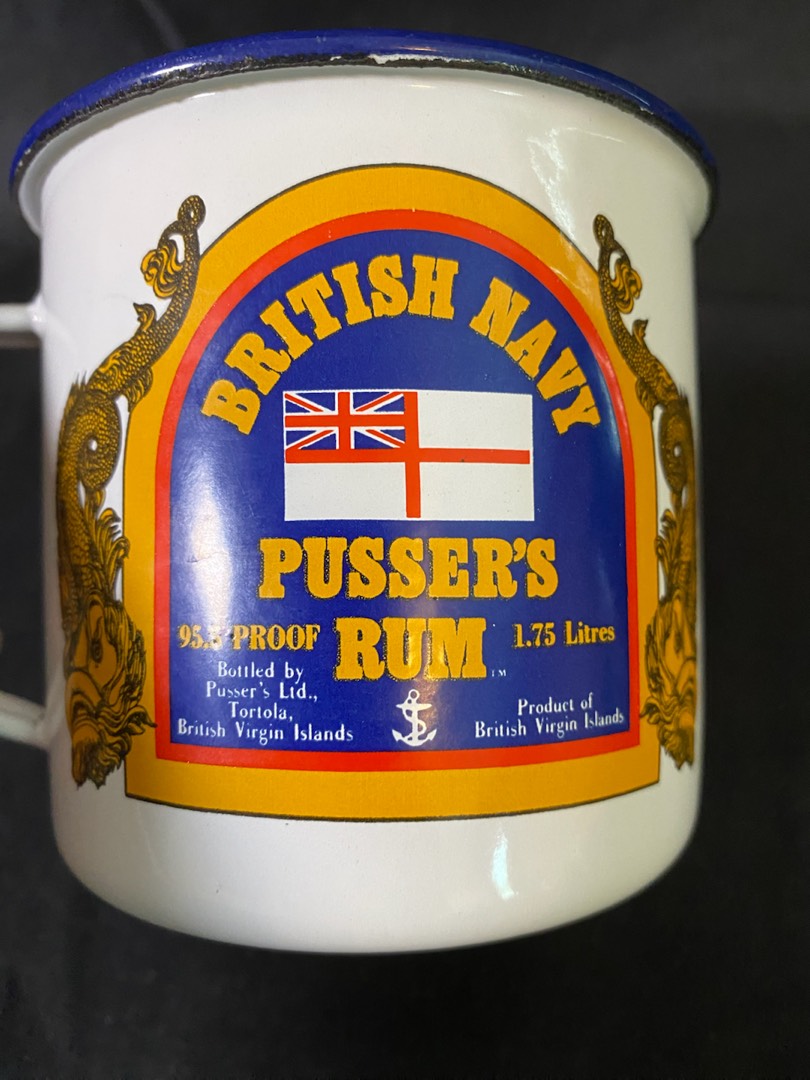 BRITISH NAVY
PUSSER'S
95.5 PROOF RUM™ 1.75 Litres
Bottled by
Pusser's Ltd.,
Tortola,
British Virgin Islands
Product of
British Virgin Islands